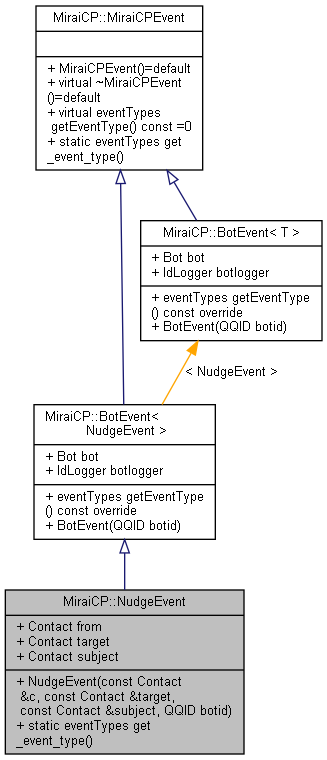 MiraiCP::MiraiCPEvent
+ MiraiCPEvent()=default
+ virtual ~MiraiCPEvent
()=default
+ virtual eventTypes
getEventType() const =0
+ static eventTypes get
_event_type()
MiraiCP::BotEvent< T >
+ Bot bot
+ IdLogger botlogger
+ eventTypes getEventType
() const override
+ BotEvent(QQID botid)
< NudgeEvent >
MiraiCP::BotEvent<
NudgeEvent >
+ Bot bot
+ IdLogger botlogger
+ eventTypes getEventType
() const override
+ BotEvent(QQID botid)
MiraiCP::NudgeEvent
+ Contact from
+ Contact target
+ Contact subject
+ NudgeEvent(const Contact
&c, const Contact &target,
const Contact &subject, QQID botid)
+ static eventTypes get
_event_type()